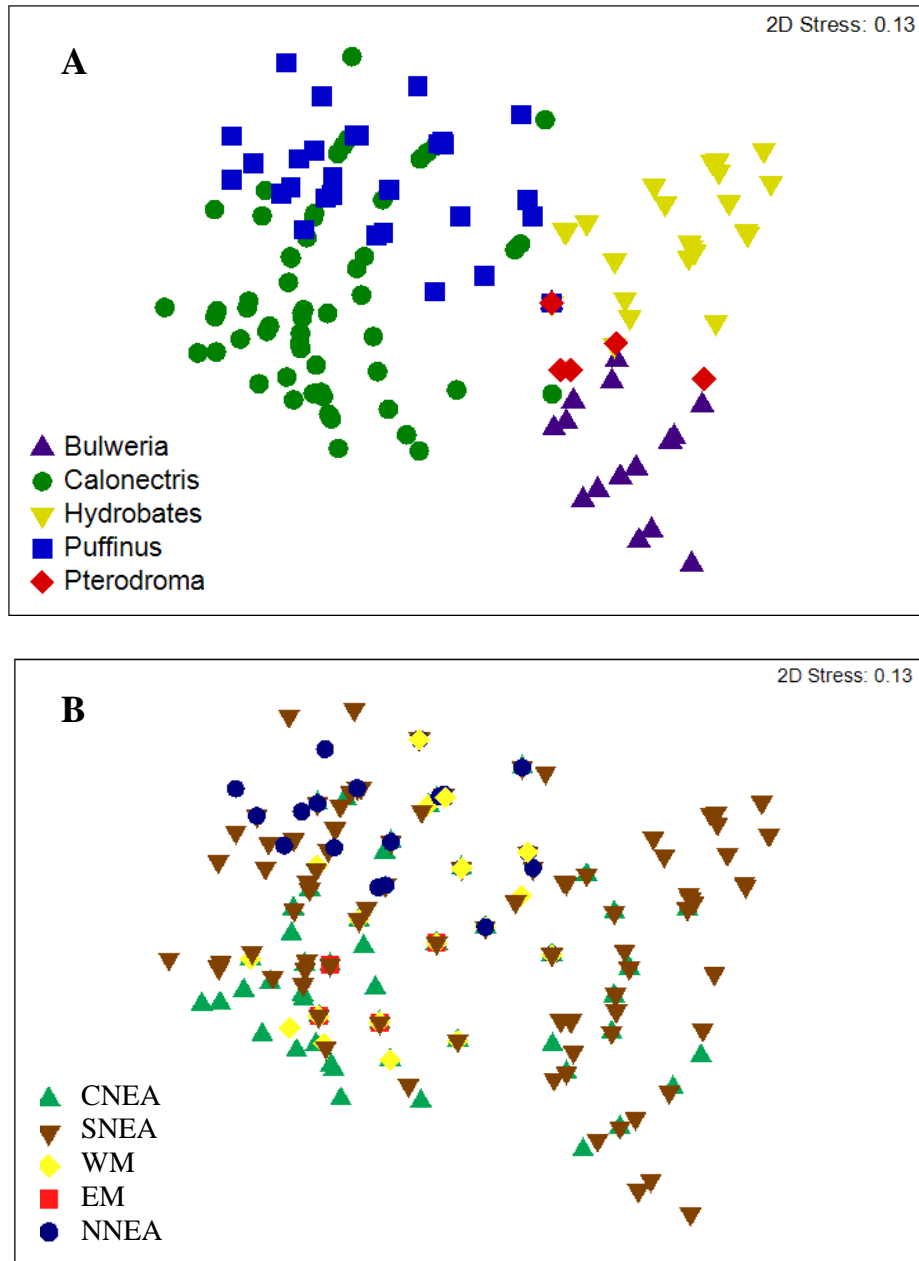 2D Stress: 0.13
A
Bulweria
Calonectris
Hydrobates
Puffinus
Pterodroma
2D Stress: 0.13
B
CNEA
SNEA
WM
EM
NNEA